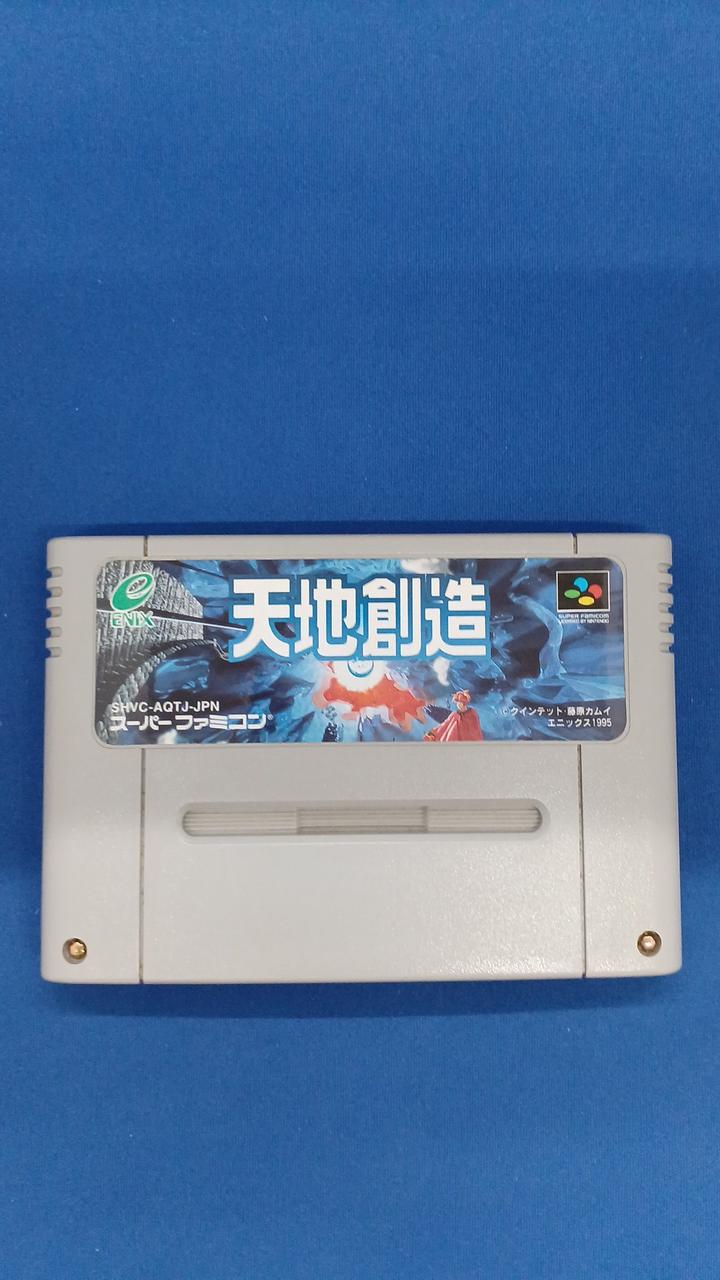 ENIX
天地創造
SUPER FAMICOM
LICENSED BY NINTENDO
SHVC-AQTJ-JPN
スーパーファミコン®
©クインテット・藤原カムイ
エニックス1995